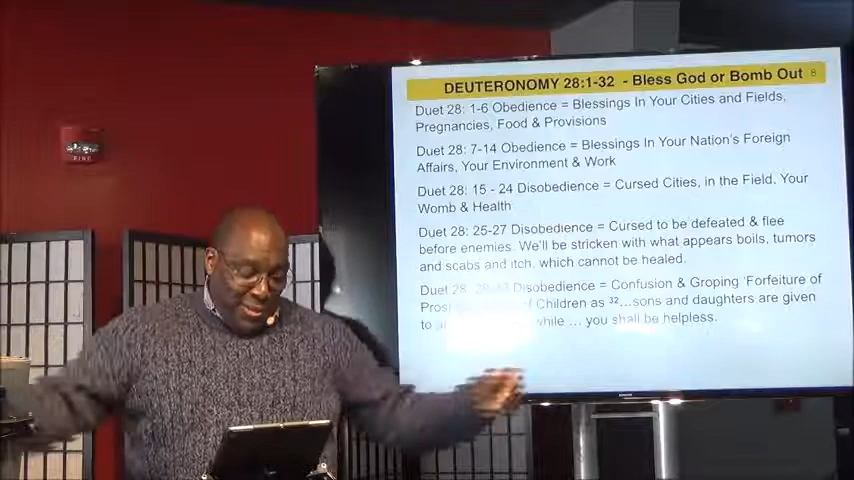 DEUTERONOMY 28:1-32 - Bless God or Bomb Out 8
Duet 28: 1-6 Obedience = Blessings In Your Cities and Fields,
Pregnancies, Food & Provisions
Duet 28: 7-14 Obedience = Blessings In Your Nation's Foreign
Affairs, Your Environment & Work
Duet 28: 15 - 24 Disobedience = Cursed Cities, in the Field, Your
Womb & Health
Duet 28: 25-27 Disobedience = Cursed to be defeated & flee
before enemies. We'll be stricken with what appears boils, tumors
and scabs and itch, which cannot be healed.
Duet 28: Disobedience = Confusion & Groping 'Forfeiture of
of Children as ³²...sons and daughters are given
to while ... you shall be helpless.
FIRE